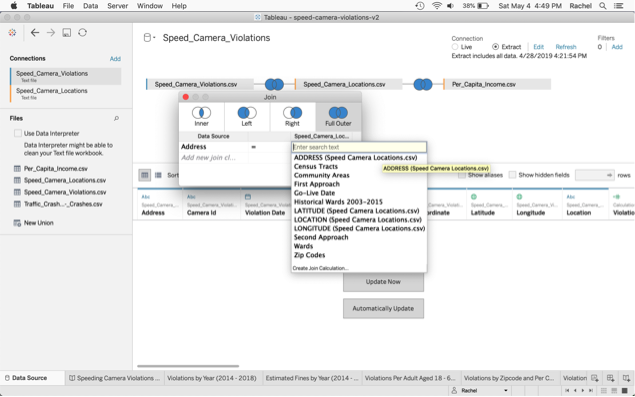 Tableau File Data Server Window Help 38% Sat May 4 4:49 PM Rachel
Tableau - speed-camera-violations-v2
Connections Add
Speed_Camera_Violations
Text file
Speed_Camera_Locations
Text file
Files
Use Data Interpreter
Data Interpreter might be able to
clean your Text file workbook.
Per_Capita_Income.csv
Speed_Camera_Locations.csv
Speed_Camera_Violations.csv
Traffic_Crash...-_Crashes.csv
New Union
Speed_Camera_Violations
Connection
Live Extract Edit Refresh
Extract includes all data. 4/28/2019 4:21:54 PM
Filters
0 Add
Speed_Camera_Violations.csv Speed_Camera_Locations.csv Per_Capita_Income.csv
Join
Inner Left Right Full Outer
Data Source Speed_Camera_Loc...
Address =
Add new join cl...
Enter search text
ADDRESS (Speed Camera Locations.csv)
Census Tracts
Community Areas
First Approach
Go-Live Date
Historical Wards 2003-2015
LATITUDE (Speed Camera Locations.csv)
LOCATION (Speed Camera Locations.csv)
LONGITUDE (Speed Camera Locations.csv)
Second Approach
Wards
Zip Codes
Create Join Calculation...
ADDRESS (Speed Camera Locations.csv)
Sort
Show aliases Show hidden fields rows
Abc
Speed_Camera_...
Address
Abc
Speed_Camera_Violati...
Camera Id
Speed_Camera_Violat...
Violation Date
ordinate
Speed_Camera_...
Latitude
Speed_Camera_Vi...
Longitude
Abc
Speed_Camera_...
Location
Calculation
Violation
Update Now
Automatically Update
Data Source Speeding Camera Violations ... Violations by Year (2014 - 2018) Estimated Fines by Year (2014 - ... Violations Per Adult Aged 18 - 6... Violations by Zipcode and Per C... Violation
Rachel